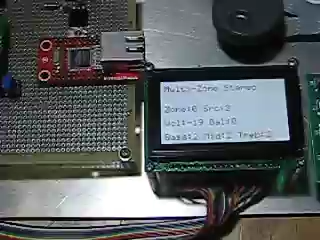 Multi-Zone Stereo
Zone:0 Src:2
Vol:-19 Bal:0
Bass:2 Mid:2 Treb:2